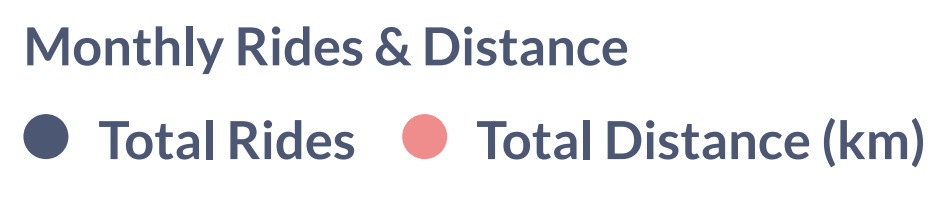 Monthly Rides & Distance
Total Rides Total Distance (km)